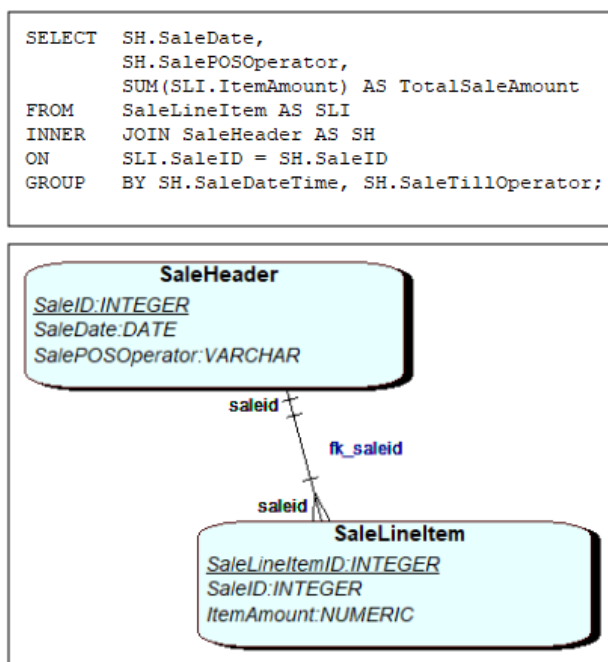 SELECT SH.SaleDate,
SH.SalePOSOperator,
SUM(SLI.ItemAmount) AS TotalSaleAmount
FROM SaleLineItem AS SLI
INNER JOIN SaleHeader AS SH
ON SLI.SaleID = SH.SaleID
GROUP BY SH.SaleDateTime, SH.SaleTillOperator;
SaleHeader
SaleID:INTEGER
SaleDate:DATE
SalePOSOperator:VARCHAR
saleid
fk_saleid
saleid
SaleLineItem
SaleLineItemID:INTEGER
SaleID:INTEGER
ItemAmount:NUMERIC